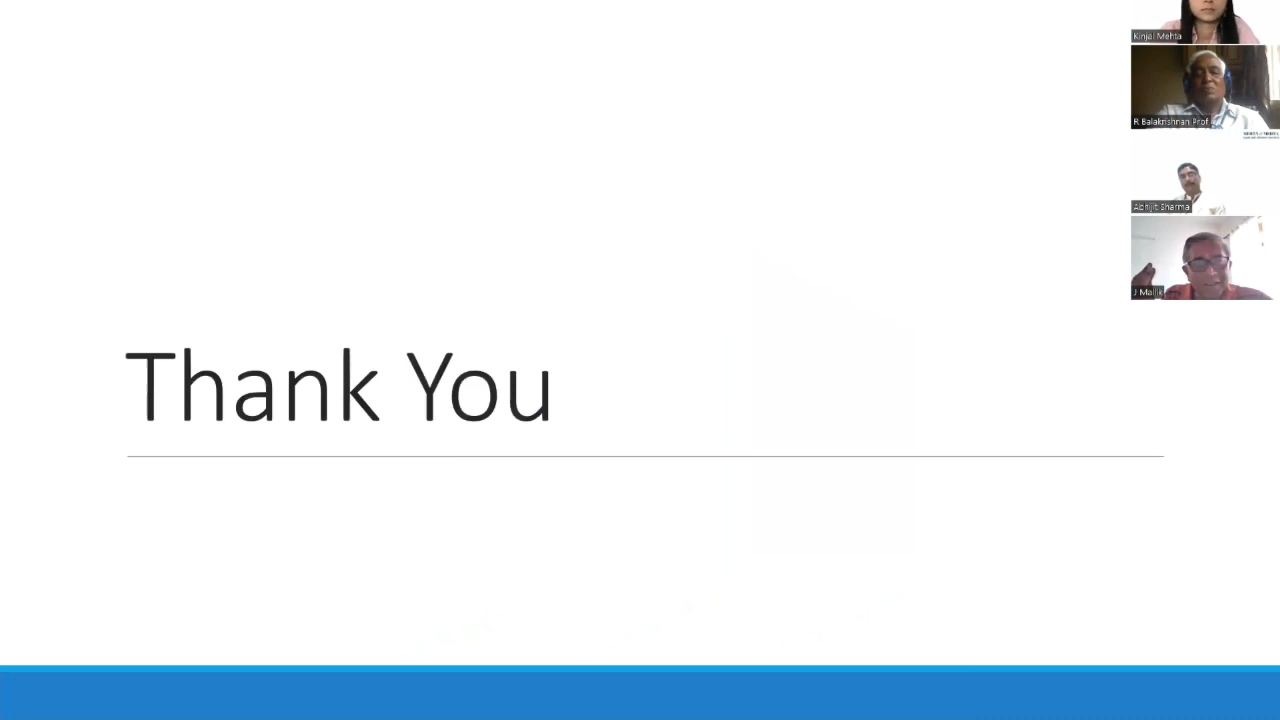 Kinjal Mehta
R Balakrishnan Prof
Abhijit Sharma
J Mallik
Thank You